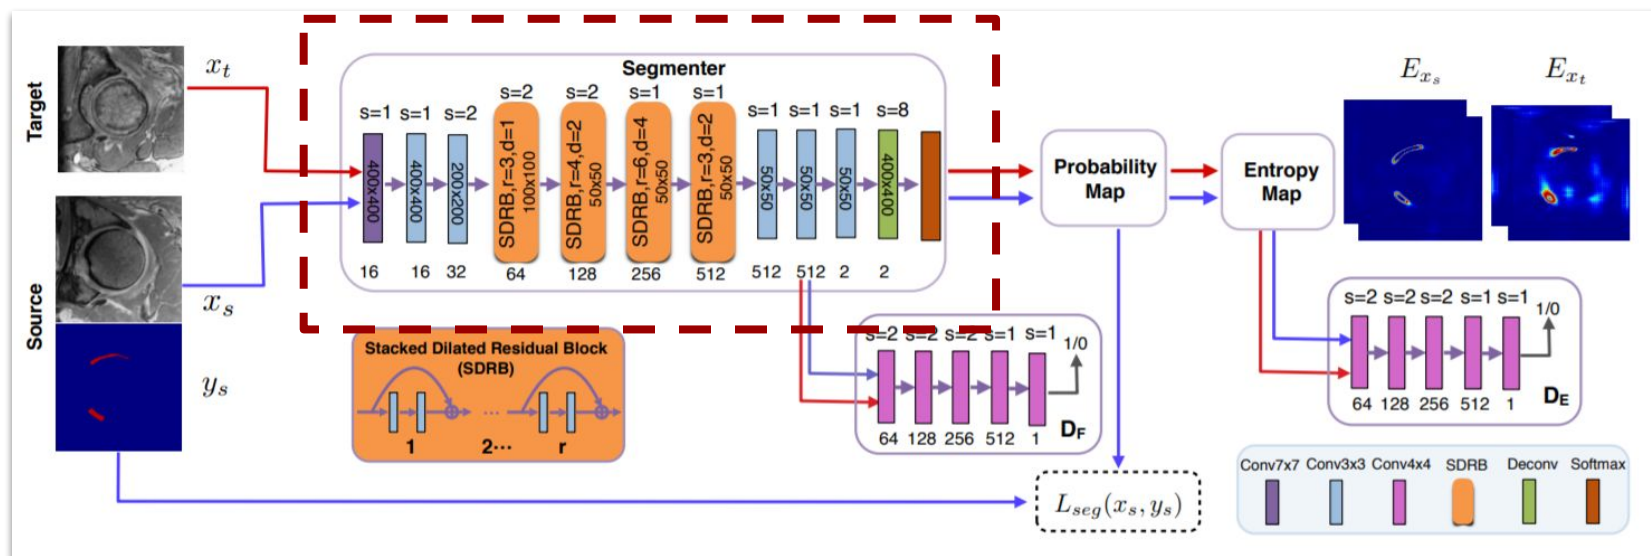 Target
x_t
Source
x_s
y_s
Segmenter
s=1 s=1 s=2 s=2 s=2 s=1 s=1 s=1 s=1 s=1 s=8
400x400
400x400
200x200
SDRB,r=3,d=1
100x100
SDRB,r=4,d=2
50x50
SDRB,r=6,d=4
50x50
SDRB,r=3,d=2
50x50
50x50
50x50
50x50
400x400
16 16 32 64 128 256 512 512 512 2 2
Stacked Dilated Residual Block
(SDRB)
...
1 2... r
s=2 s=2 s=2 s=1 s=1
1/0
64 128 256 512 1
D_F
Probability
Map
Entropy
Map
E_{x_s}
E_{x_t}
s=2 s=2 s=2 s=1 s=1
1/0
64 128 256 512 1
D_E
L_{seg}(x_s, y_s)
Conv7x7 Conv3x3 Conv4x4 SDRB Deconv Softmax